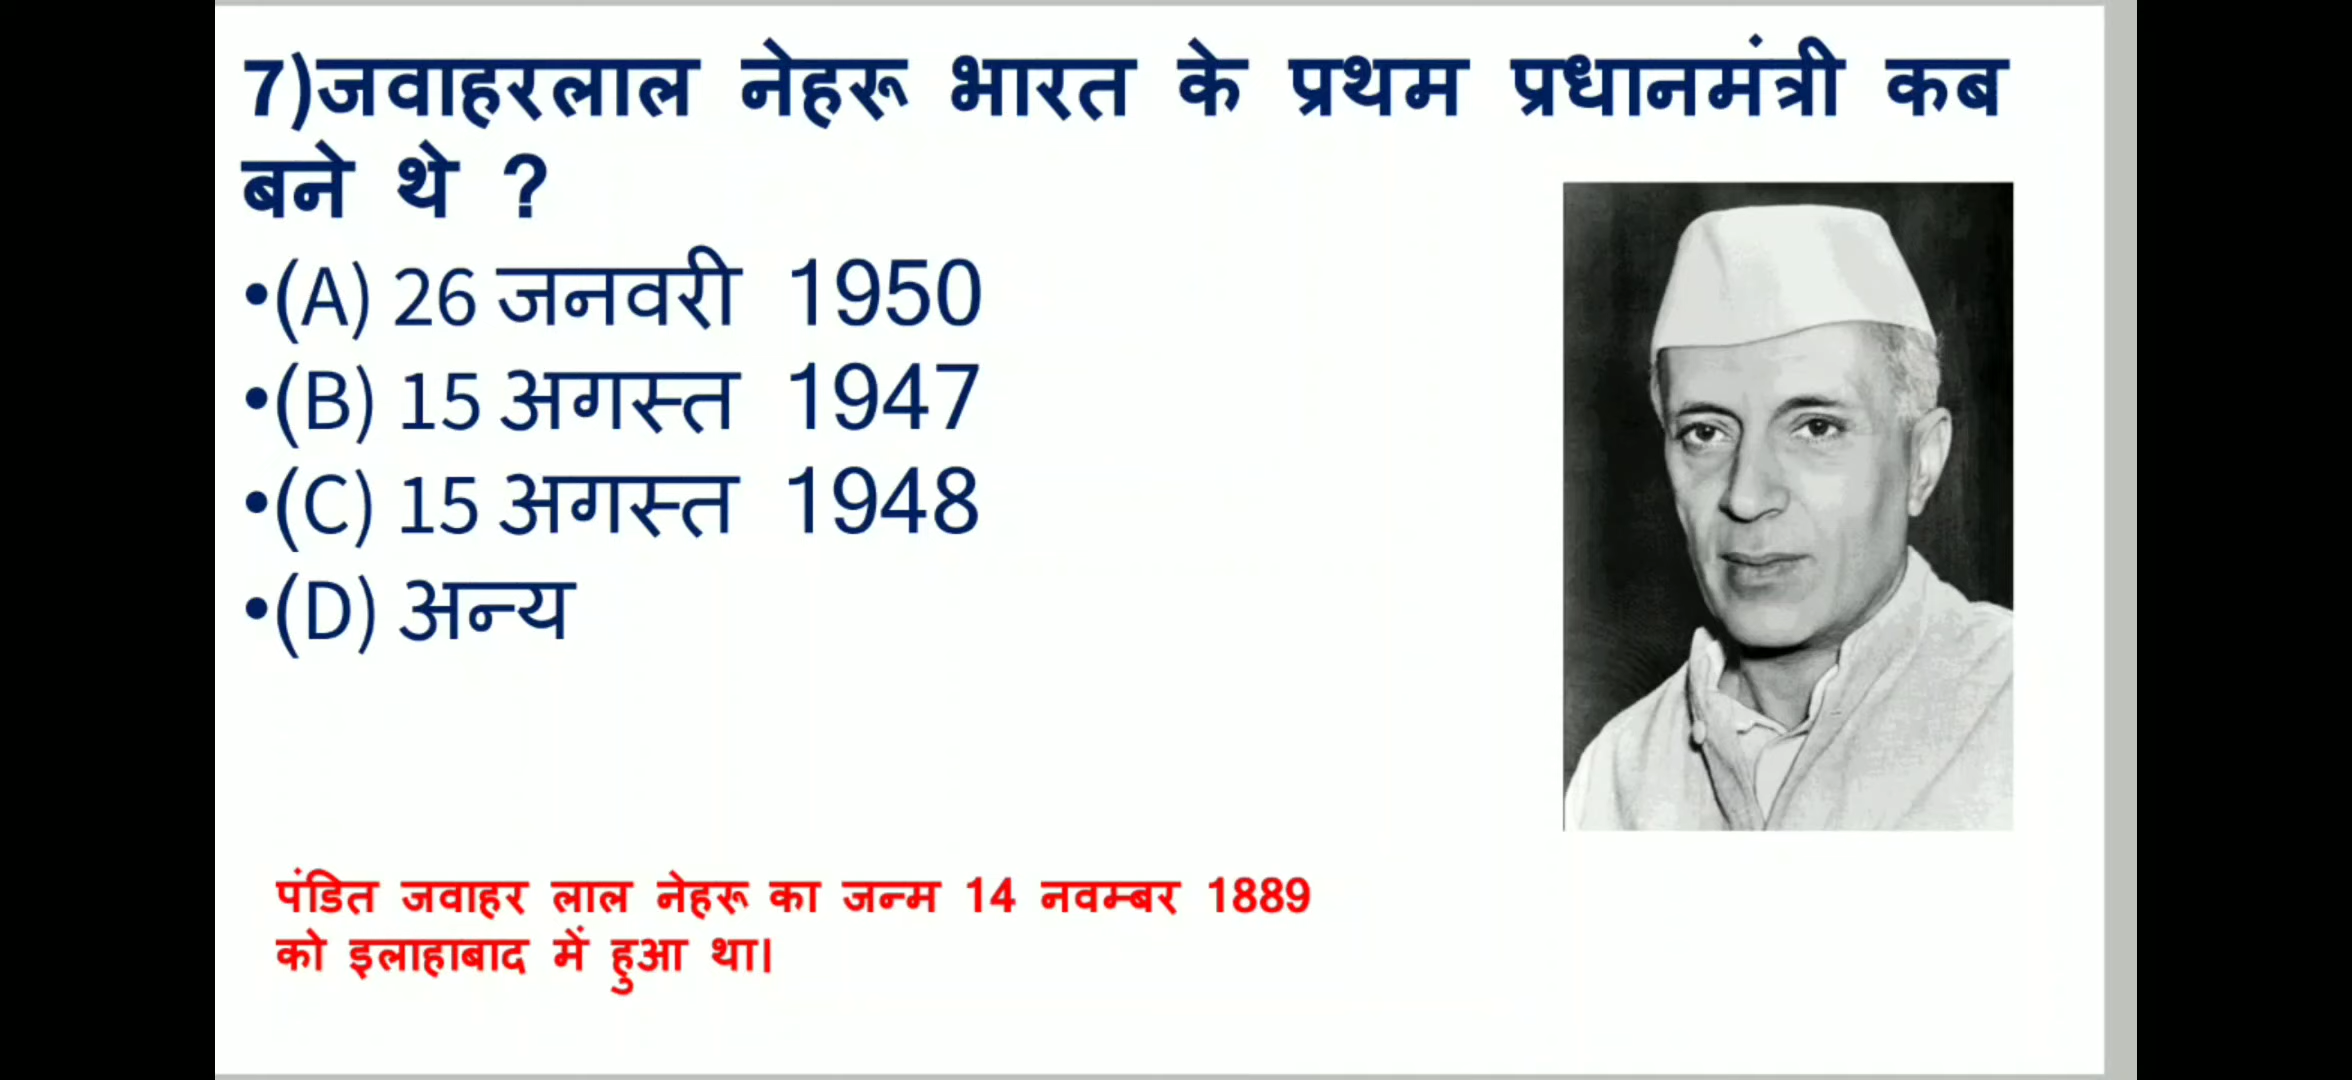 7)जवाहरलाल नेहरू भारत के प्रथम प्रधानमंत्री कब
बने थे ?
•(A) 26 जनवरी 1950
•(B) 15 अगस्त 1947
•(C) 15 अगस्त 1948
•(D) अन्य
पंडित जवाहर लाल नेहरू का जन्म 14 नवम्बर 1889
को इलाहाबाद में हुआ था।